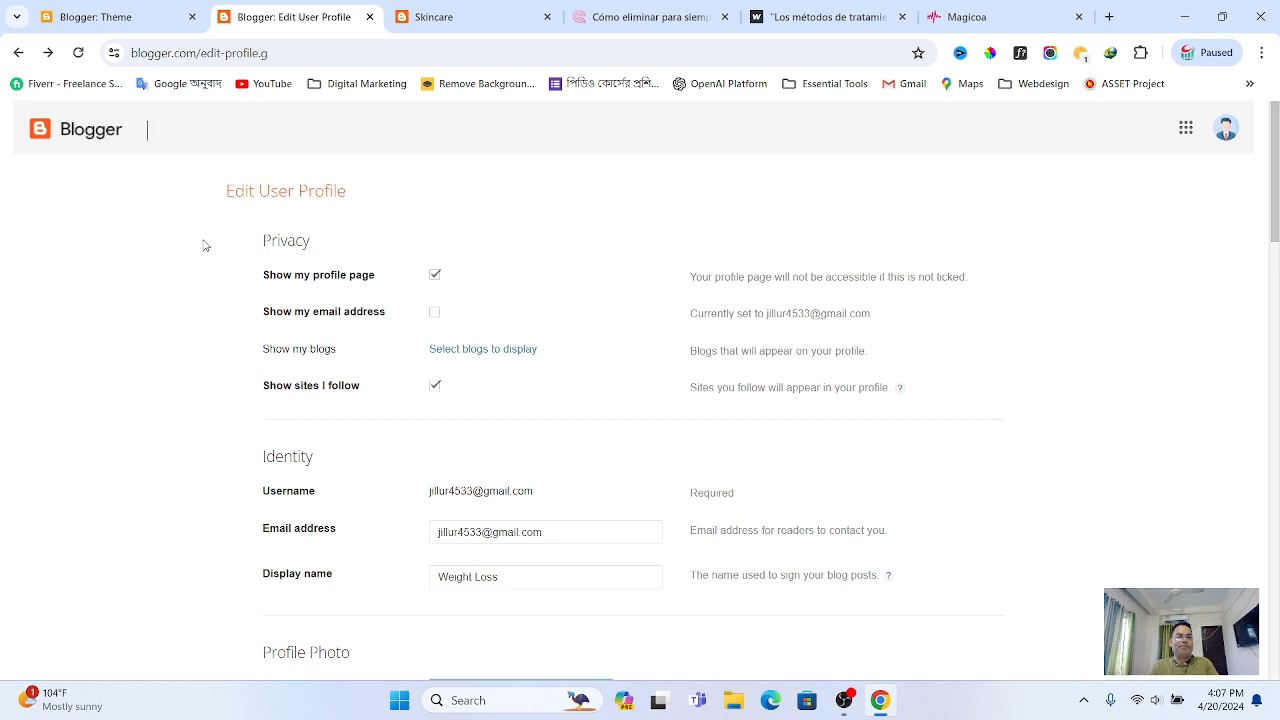 Blogger: Theme
Blogger: Edit User Profile
Skincare
Cómo eliminar para siemp
"Los métodos de tratamie
Magicoa
blogger.com/edit-profile.g
1
Paused
Fiverr - Freelance S...
Google অনুবাদ
YouTube
Digital Marketing
Remove Backgroun...
পিডিও কোর্সের প্রশি...
OpenAI Platform
Essential Tools
Gmail
Maps
Webdesign
ASSET Project
Blogger
Edit User Profile
Privacy
Show my profile page
Your profile page will not be accessible if this is not ticked.
Show my email address
Currently set to jillur4533@gmail.com
Show my blogs
Select blogs to display
Blogs that will appear on your profile.
Show sites I follow
Sites you follow will appear in your profile. ?
Identity
Username
jillur4533@gmail.com
Required
Email address
jillur4533@gmail.com
Email address for readers to contact you.
Display name
Weight Loss
The name used to sign your blog posts. ?
Profile Photo
1
104°F
Mostly sunny
Search
PRE
4:07 PM
4/20/2024